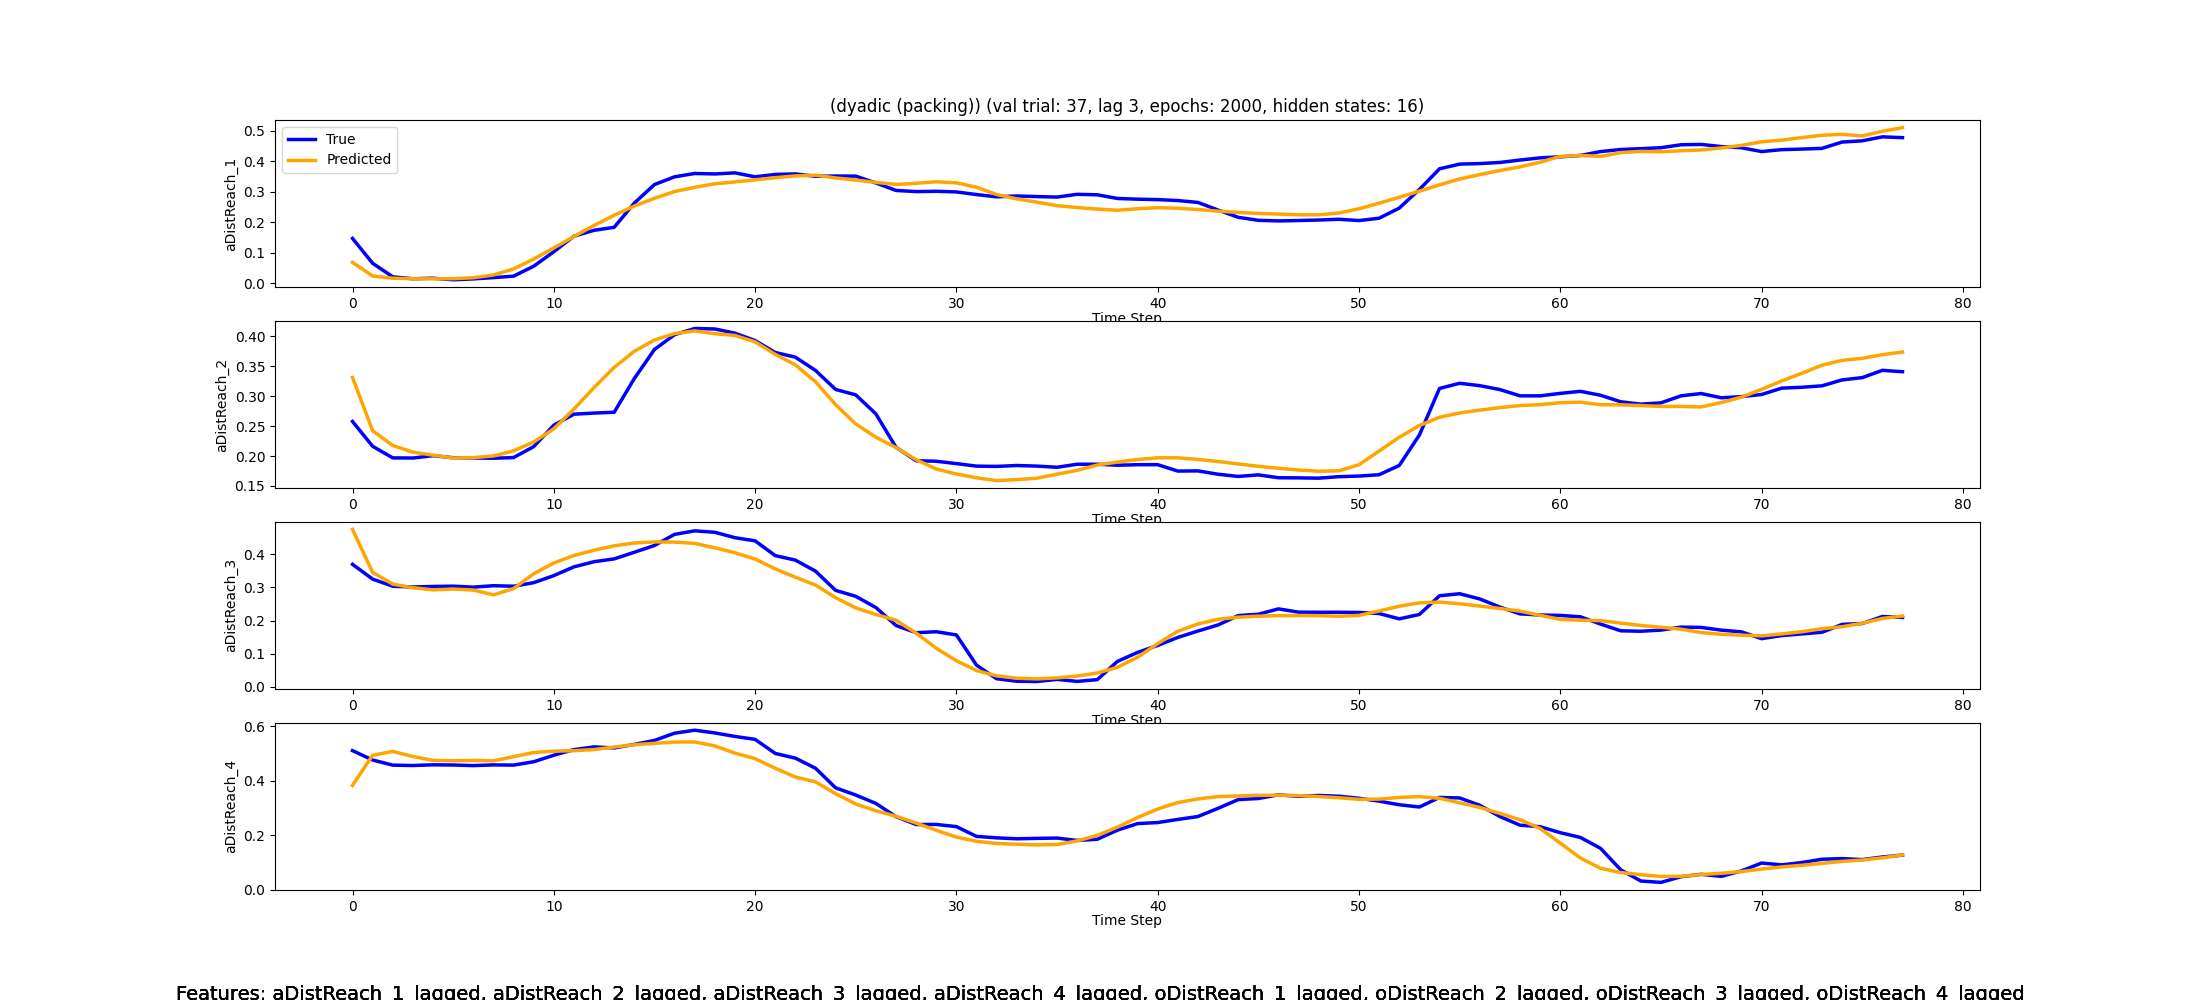 (dyadic (packing)) (val trial: 37, lag 3, epochs: 2000, hidden states: 16)
True
Predicted
aDistReach_1
0.5
0.4
0.3
0.2
0.1
0.0
0 10 20 30 40 50 60 70 80
Time Step
aDistReach_2
0.40
0.35
0.30
0.25
0.20
0.15
0 10 20 30 40 50 60 70 80
Time Step
aDistReach_3
0.4
0.3
0.2
0.1
0.0
0 10 20 30 40 50 60 70 80
Time Step
aDistReach_4
0.6
0.4
0.2
0.0
0 10 20 30 40 50 60 70 80
Time Step
Features: aDistReach_1_lagged, aDistReach_2_lagged, aDistReach_3_lagged, aDistReach_4_lagged, oDistReach_1_lagged, oDistReach_2_lagged, oDistReach_3_lagged, oDistReach_4_lagged